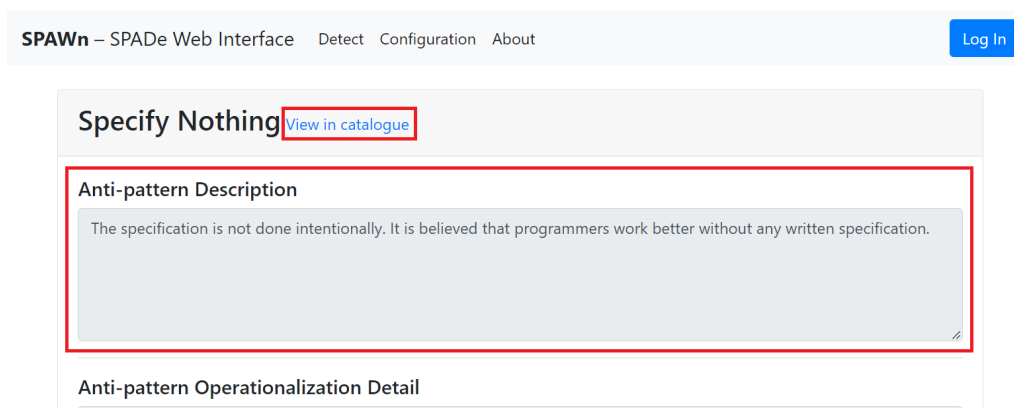 SPAWn – SPADe Web Interface Detect Configuration About Log In
Specify Nothing View in catalogue
Anti-pattern Description
The specification is not done intentionally. It is believed that programmers work better without any written specification.
Anti-pattern Operationalization Detail